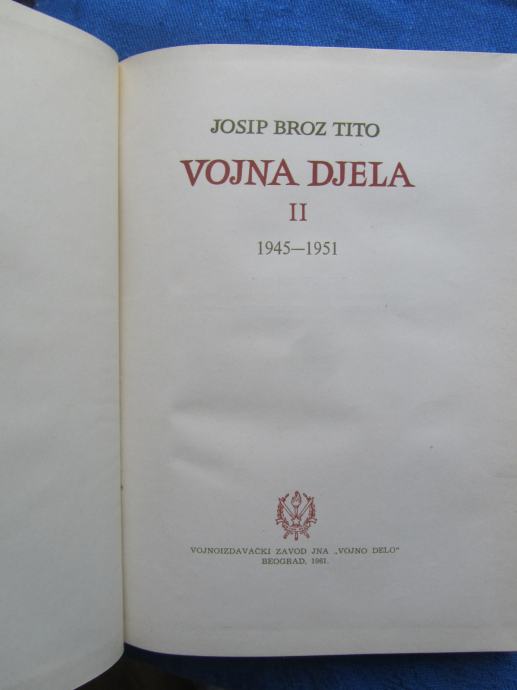 JOSIP BROZ TITO
VOJNA DJELA
II
1945—1951
VOJNOIZDAVAČKI ZAVOD JNA „VOJNO DELO“
BEOGRAD, 1961.